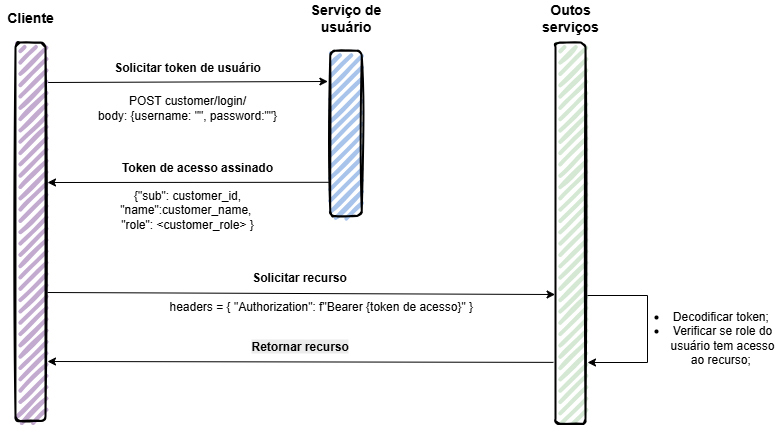 Cliente
Serviço de
usuário
Outos
serviços
Solicitar token de usuário
POST customer/login/
body: {username: "", password:""}
Token de acesso assinado
{"sub": customer_id,
"name":customer_name,
"role": <customer_role> }
Solicitar recurso
headers = { "Authorization": f"Bearer {token de acesso}" }
• Decodificar token;
• Verificar se role do
usuário tem acesso
ao recurso;
Retornar recurso